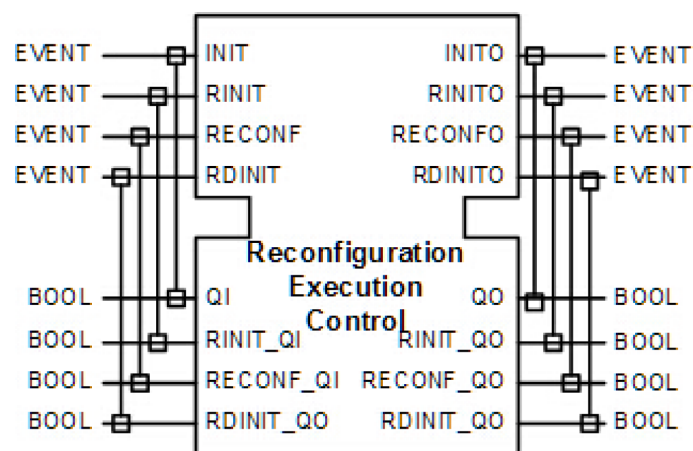 EVENT INIT INITO EVENT
EVENT RINIT RINITO EVENT
EVENT RECONF RECONFO EVENT
EVENT RDINIT RDINITO EVENT
Reconfiguration
Execution
Control
BOOL QI QO BOOL
BOOL RINIT_QI RINIT_QO BOOL
BOOL RECONF_QI RECONF_QO BOOL
BOOL RDINIT_QO RDINIT_QO BOOL